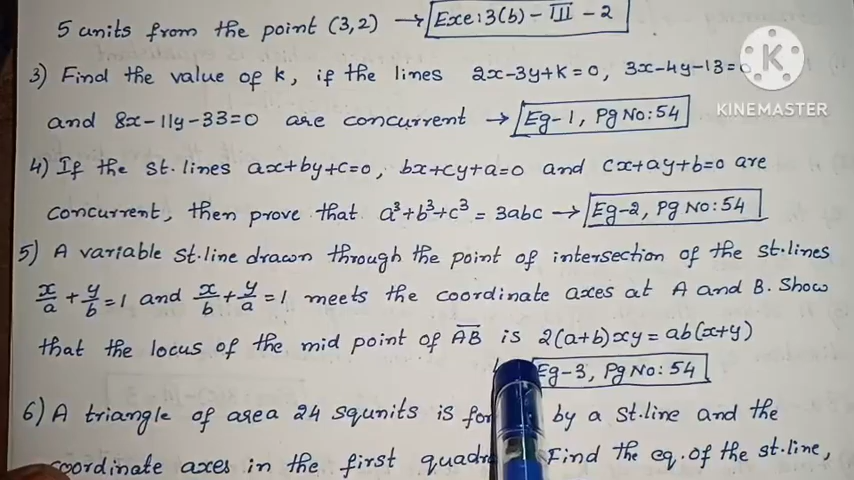 5 units from the point (3,2) → Exe:3(b)-III-2
3) Find the value of k, if the lines 2x-3y+k=0, 3x-4y-13=0
and 8x-11y-33=0 are concurrent → Eg-1, Pg No:54
4) If the st.lines ax+by+c=0, bx+cy+a=0 and cx+ay+b=0 are
concurrent, then prove that a³+b³+c³=3abc → Eg-2, Pg No:54
5) A variable st.line drawn through the point of intersection of the st.lines
x/a + y/b = 1 and x/b + y/a = 1 meets the coordinate axes at A and B. Show
that the locus of the mid point of A̅B̅ is 2(a+b)xy = ab(x+y)
Eg-3, Pg No:54
6) A triangle of area 24 squnits is by a st.line and the
coordinate axes in the first Find the eq.of the st.line,
K
KINEMASTER